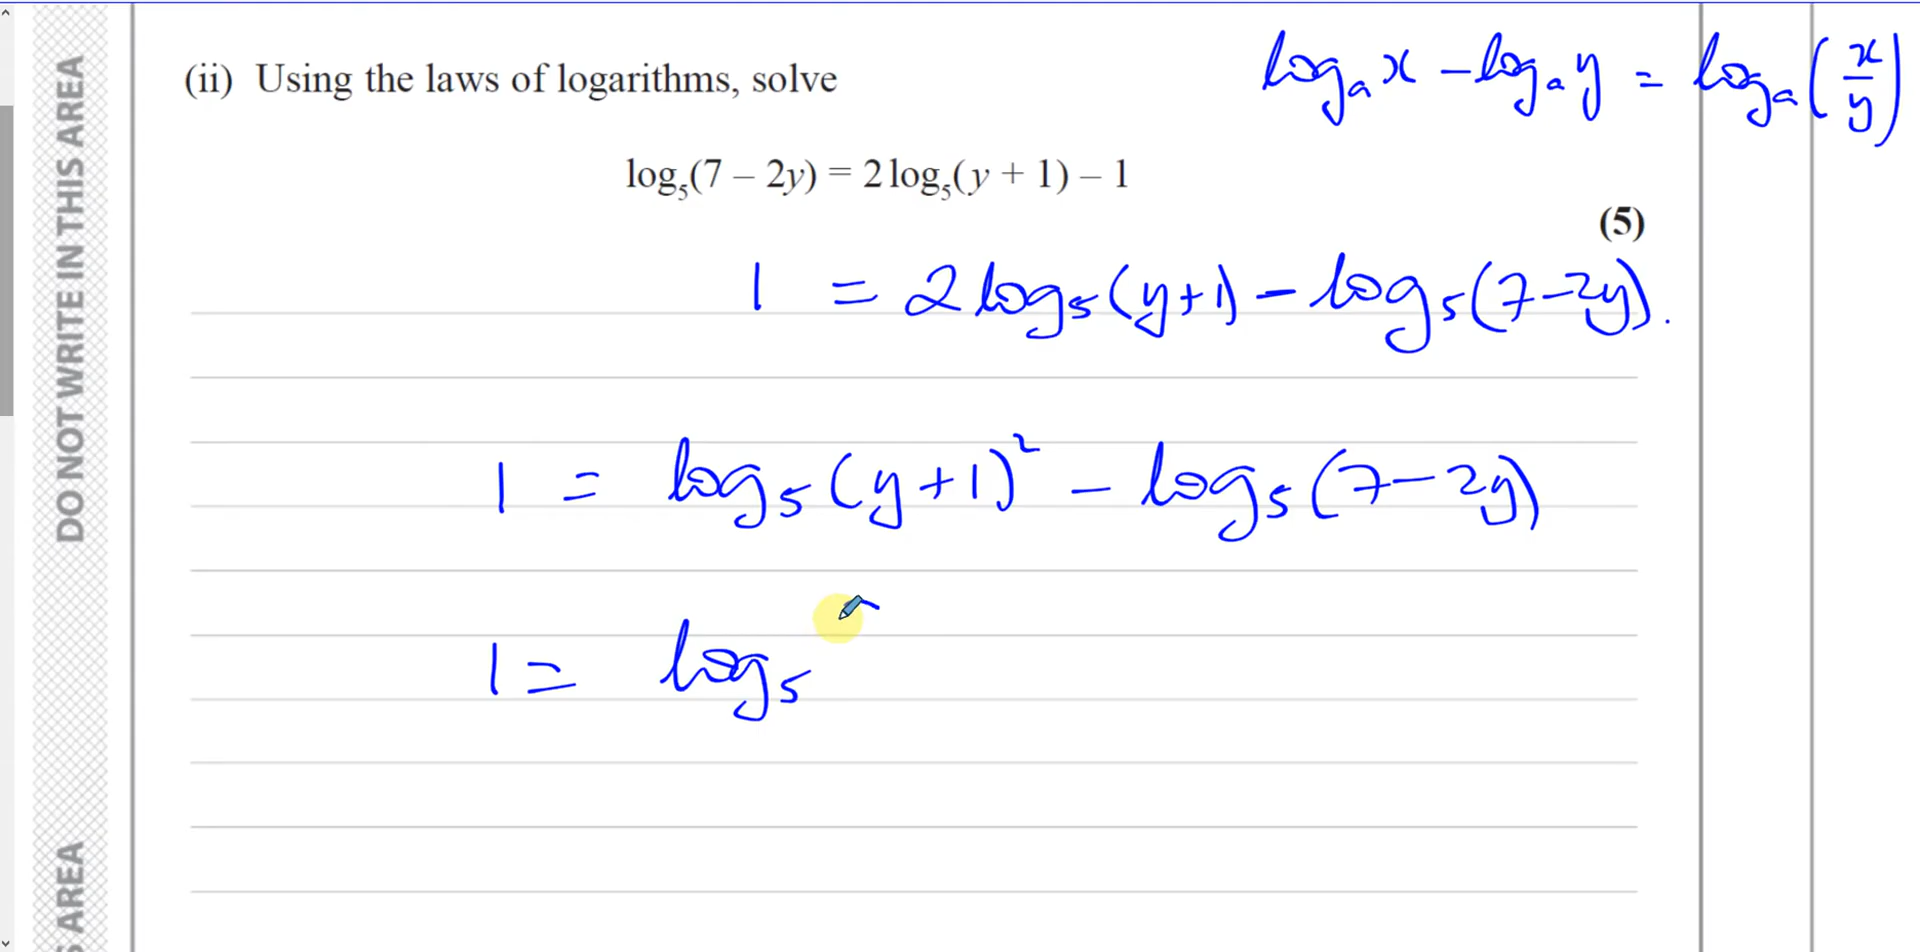 (ii) Using the laws of logarithms, solve
logₐx - logₐy = logₐ(x/y)
log₅(7 – 2y) = 2 log₅(y + 1) – 1
(5)
1 = 2 log₅(y+1) - log₅(7-2y).
1 = log₅(y+1)² - log₅(7-2y)
1 = log₅
DO NOT WRITE IN THIS AREA
S AREA